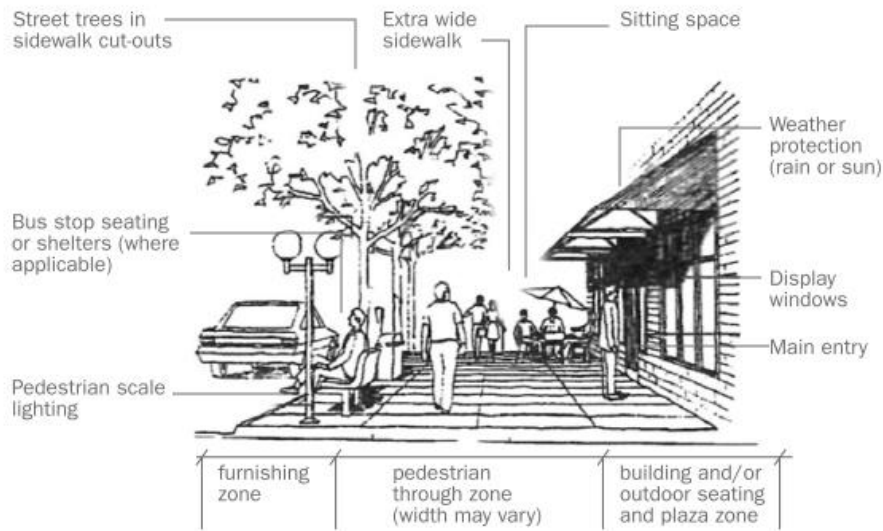 Street trees in
sidewalk cut-outs
Extra wide
sidewalk
Sitting space
Weather
protection
(rain or sun)
Bus stop seating
or shelters (where
applicable)
Display
windows
Main entry
Pedestrian scale
lighting
furnishing
zone
pedestrian
through zone
(width may vary)
building and/or
outdoor seating
and plaza zone